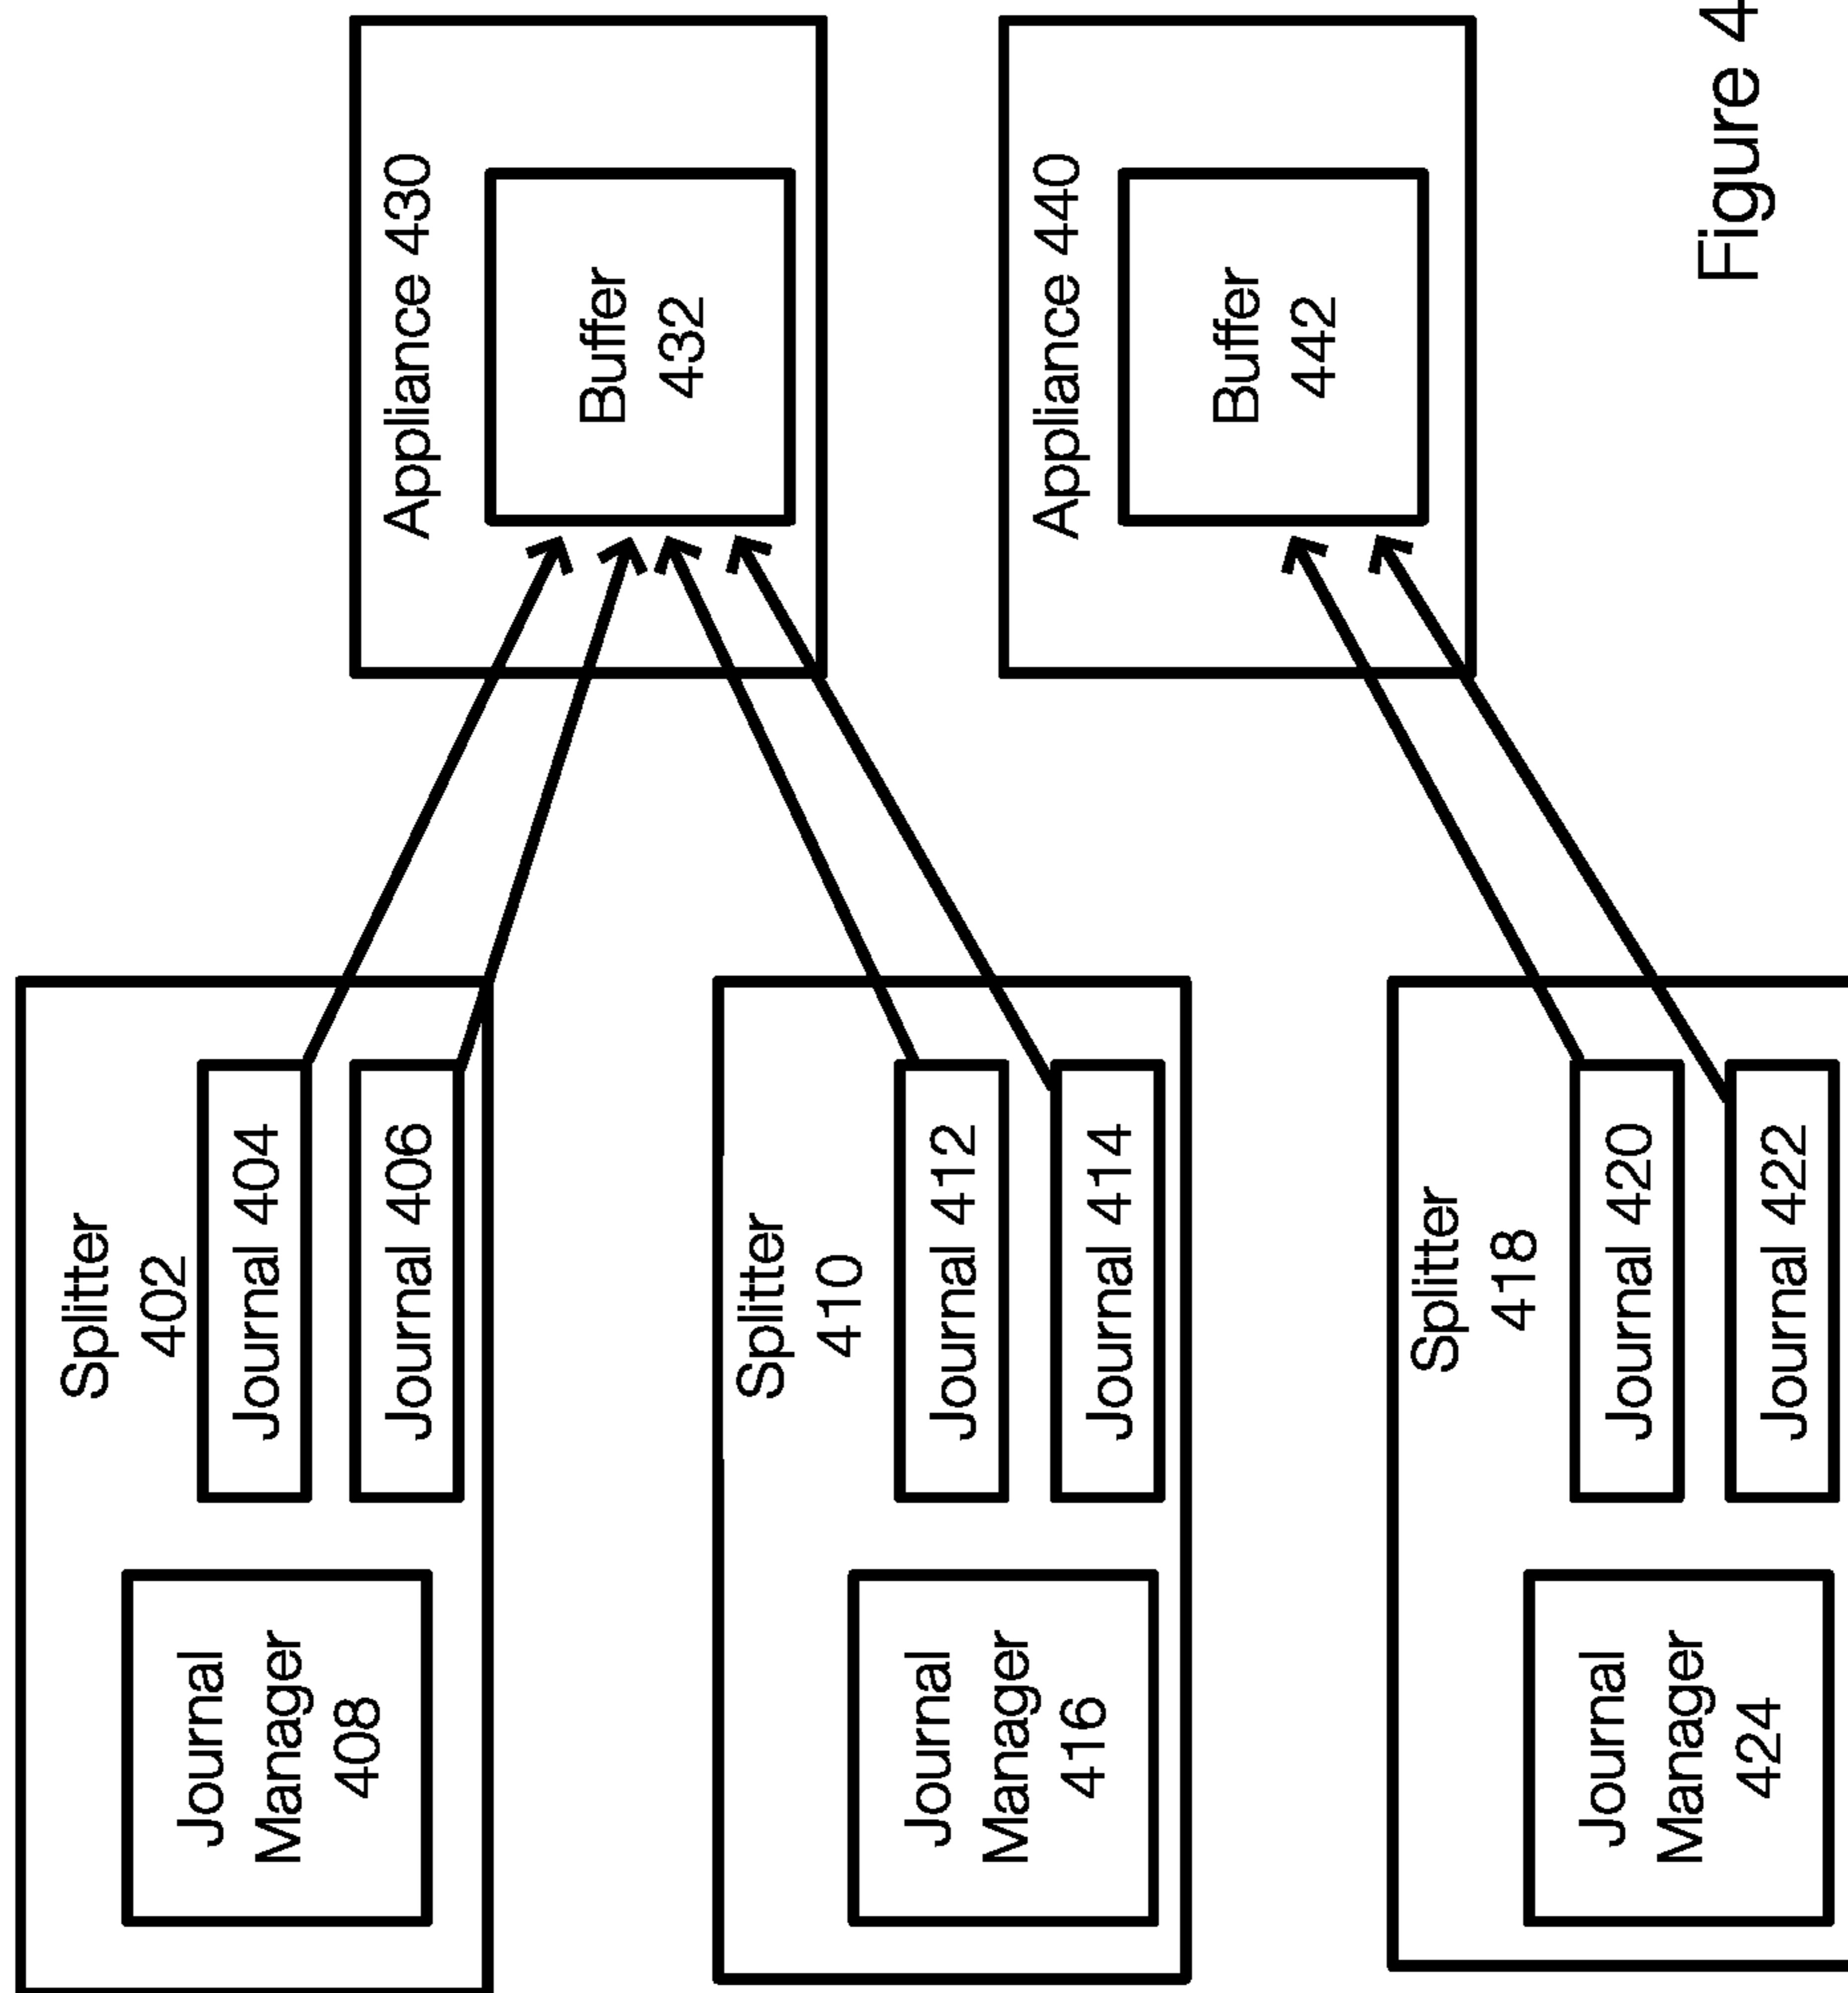 Splitter
402
Journal
Manager
408
Journal 404
Journal 406
Splitter
410
Journal
Manager
416
Journal 412
Journal 414
Splitter
418
Journal
Manager
424
Journal 420
Journal 422
Appliance 430
Buffer
432
Appliance 440
Buffer
442
Figure 4